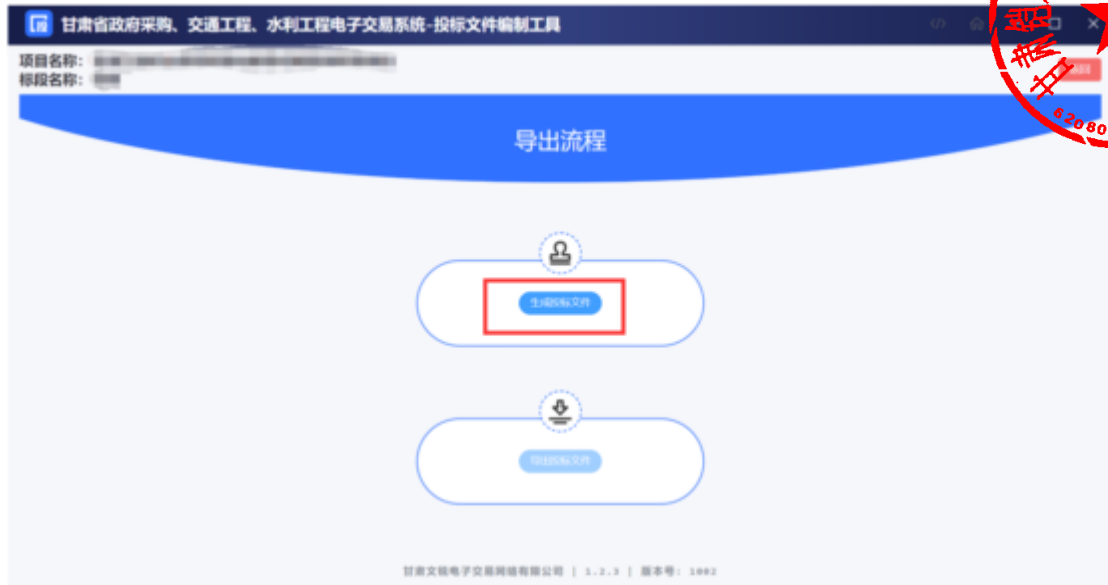 甘肃省政府采购、交通工程、水利工程电子交易系统-投标文件编制工具
项目名称：
标段名称：
导出流程
生成投标文件
导出投标文件
甘肃文锐电子交易网络有限公司 | 1.2.3 | 版本号: 1002
62080